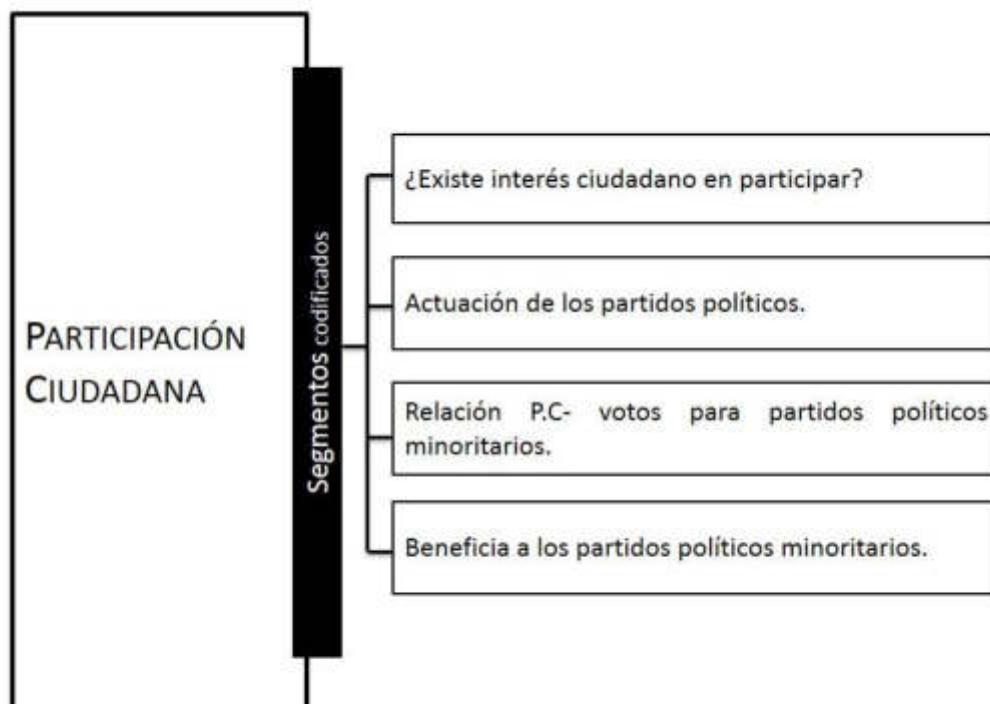 PARTICIPACIÓN
CIUDADANA
Segmentos codificados
¿Existe interés ciudadano en participar?
Actuación de los partidos políticos.
Relación P.C- votos para partidos políticos
minoritarios.
Beneficia a los partidos políticos minoritarios.